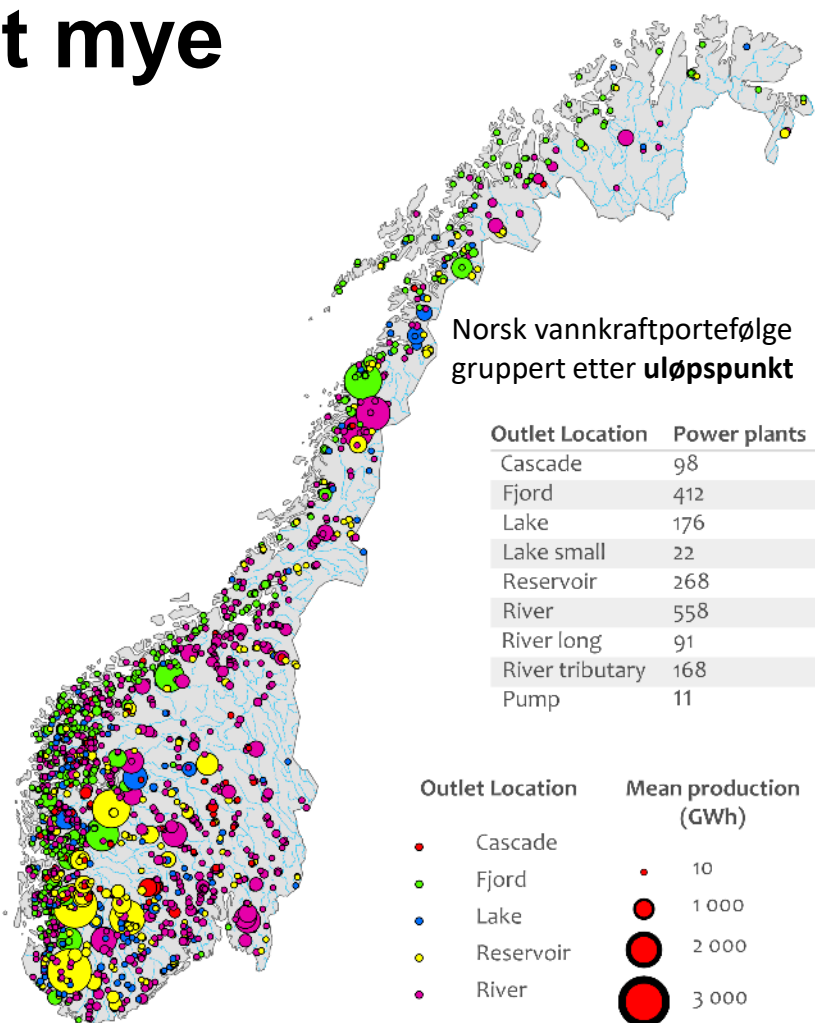 t mye
Norsk vannkraftportefølge
gruppert etter uløpspunkt
Outlet Location Power plants
Cascade 98
Fjord 412
Lake 176
Lake small 22
Reservoir 268
River 558
River long 91
River tributary 168
Pump 11
Outlet Location
Cascade
Fjord
Lake
Reservoir
River
Mean production
(GWh)
10
1 000
2 000
3 000